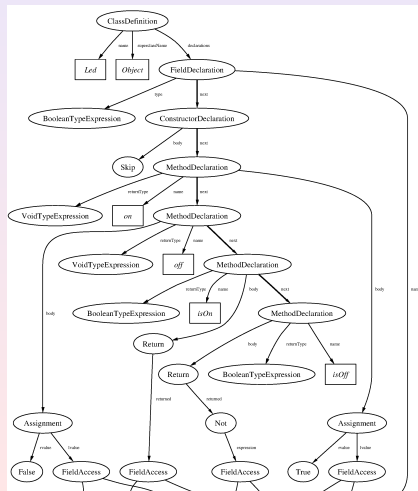 ClassDefinition
name superclassName declarations
Led Object FieldDeclaration
type next
BooleanTypeExpression ConstructorDeclaration
body next
Skip MethodDeclaration
returnType name next
VoidTypeExpression on MethodDeclaration
returnType name next
VoidTypeExpression off MethodDeclaration
returnType name body next
BooleanTypeExpression isOn MethodDeclaration
body body
Return body returnType name
Return BooleanTypeExpression isOff
returned returned
Assignment Not Assignment
rvalue lvalue expression rvalue lvalue
False FieldAccess FieldAccess FieldAccess True FieldAccess